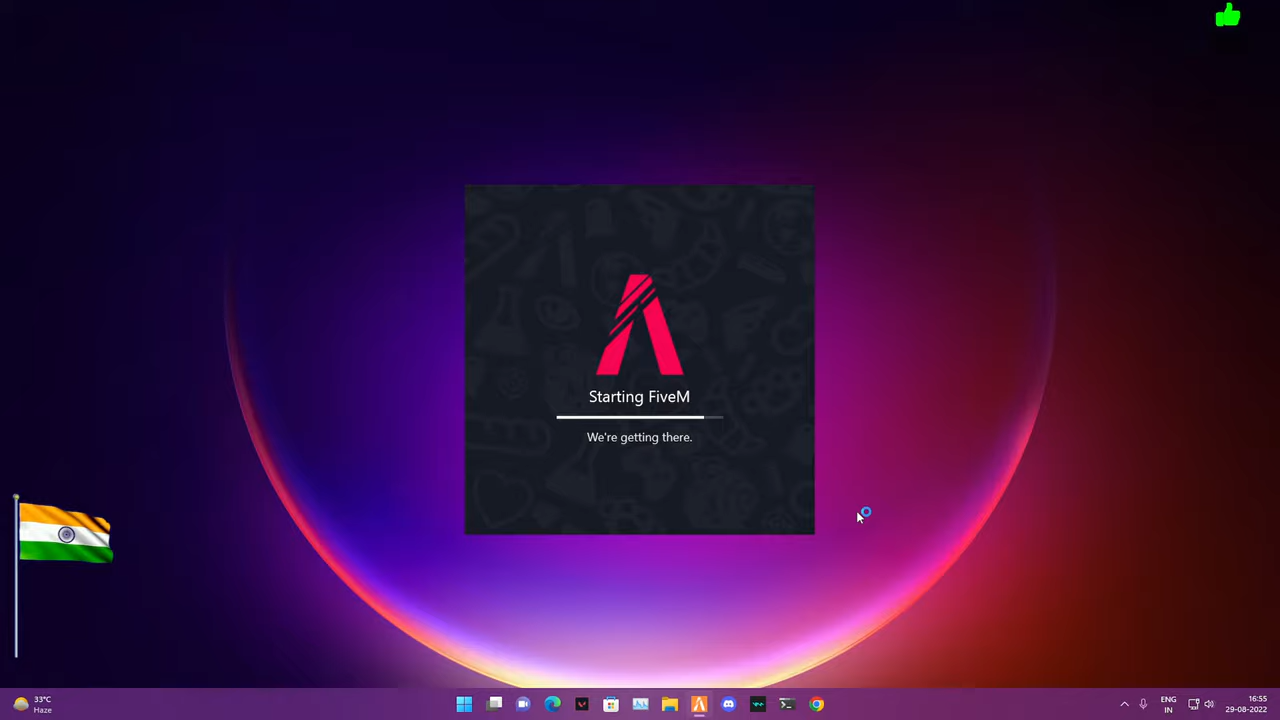 Starting FiveM
We're getting there.
33°C
Haze
ENG
IN
16:55
29-08-2022